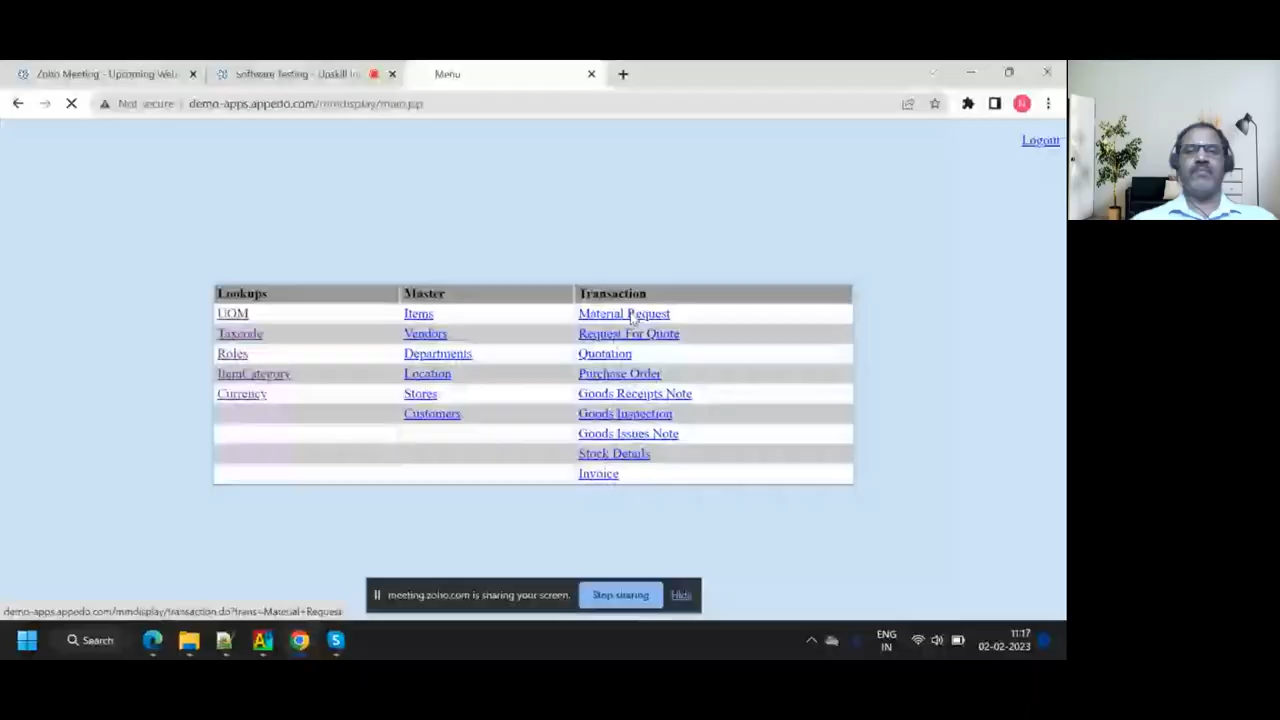 Zoho Meeting - Upcoming Web
Software Testing - Upskill In
Menu
Not secure
demo-apps.appedo.com/mmdisplay/main.jsp
Logout
Lookups Master Transaction
UOM Items Material Request
Taxcode Vendors Request For Quote
Roles Departments Quotation
ItemCategory Location Purchase Order
Currency Stores Goods Receipts Note
Customers Goods Inspection
Goods Issues Note
Stock Details
Invoice
meeting.zoho.com is sharing your screen. Stop sharing Hide
demo-apps.appedo.com/mmdisplay/transaction.do?trans=Material+Request
Search
ENG
IN
11:17
02-02-2023
N